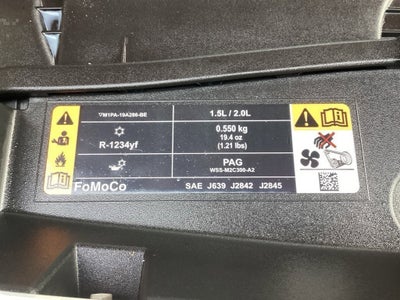 VM1PA-19A286-BE
1.5L / 2.0L
R-1234yf
0.550 kg
19.4 oz
(1.21 lbs)
PAG
WSS-M2C300-A2
FoMoCo
SAE J639 J2842 J2845